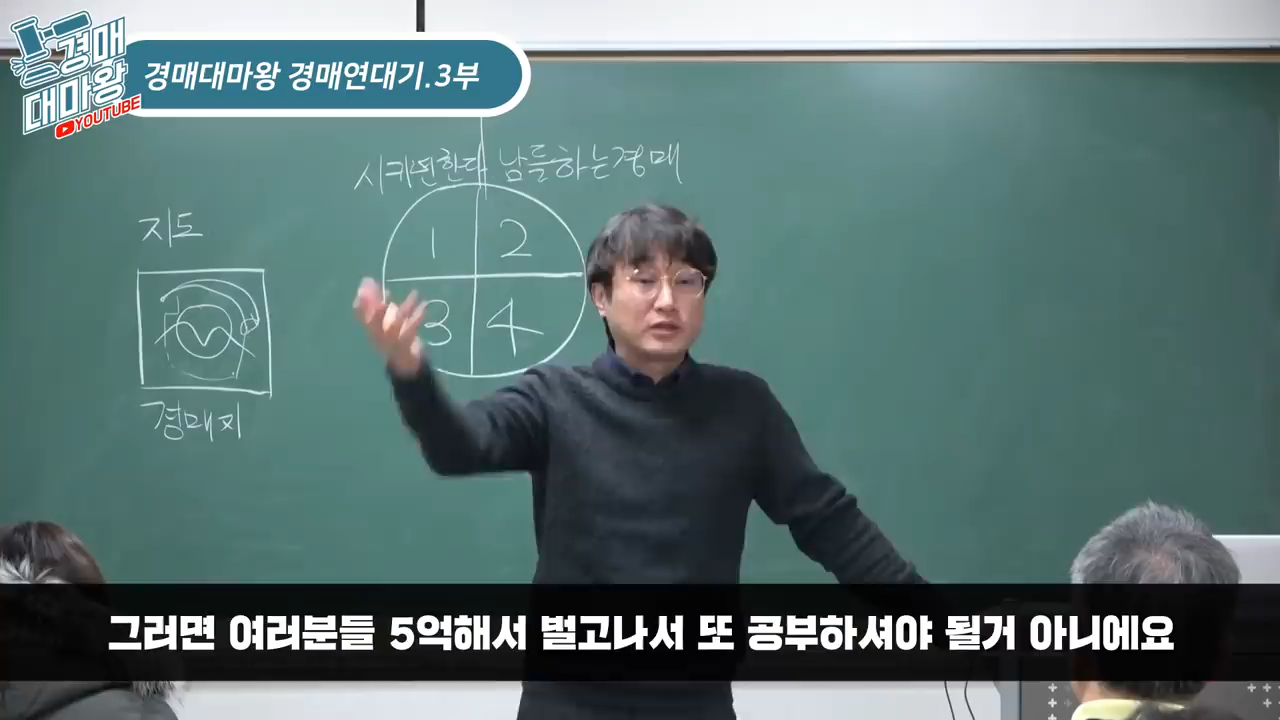 경매
대마왕
YOUTUBE
경매대마왕 경매연대기.3부
시키면한다 남들하는경매
지도
1 2
3 4
경매지
그러면 여러분들 5억해서 벌고나서 또 공부하셔야 될거 아니에요